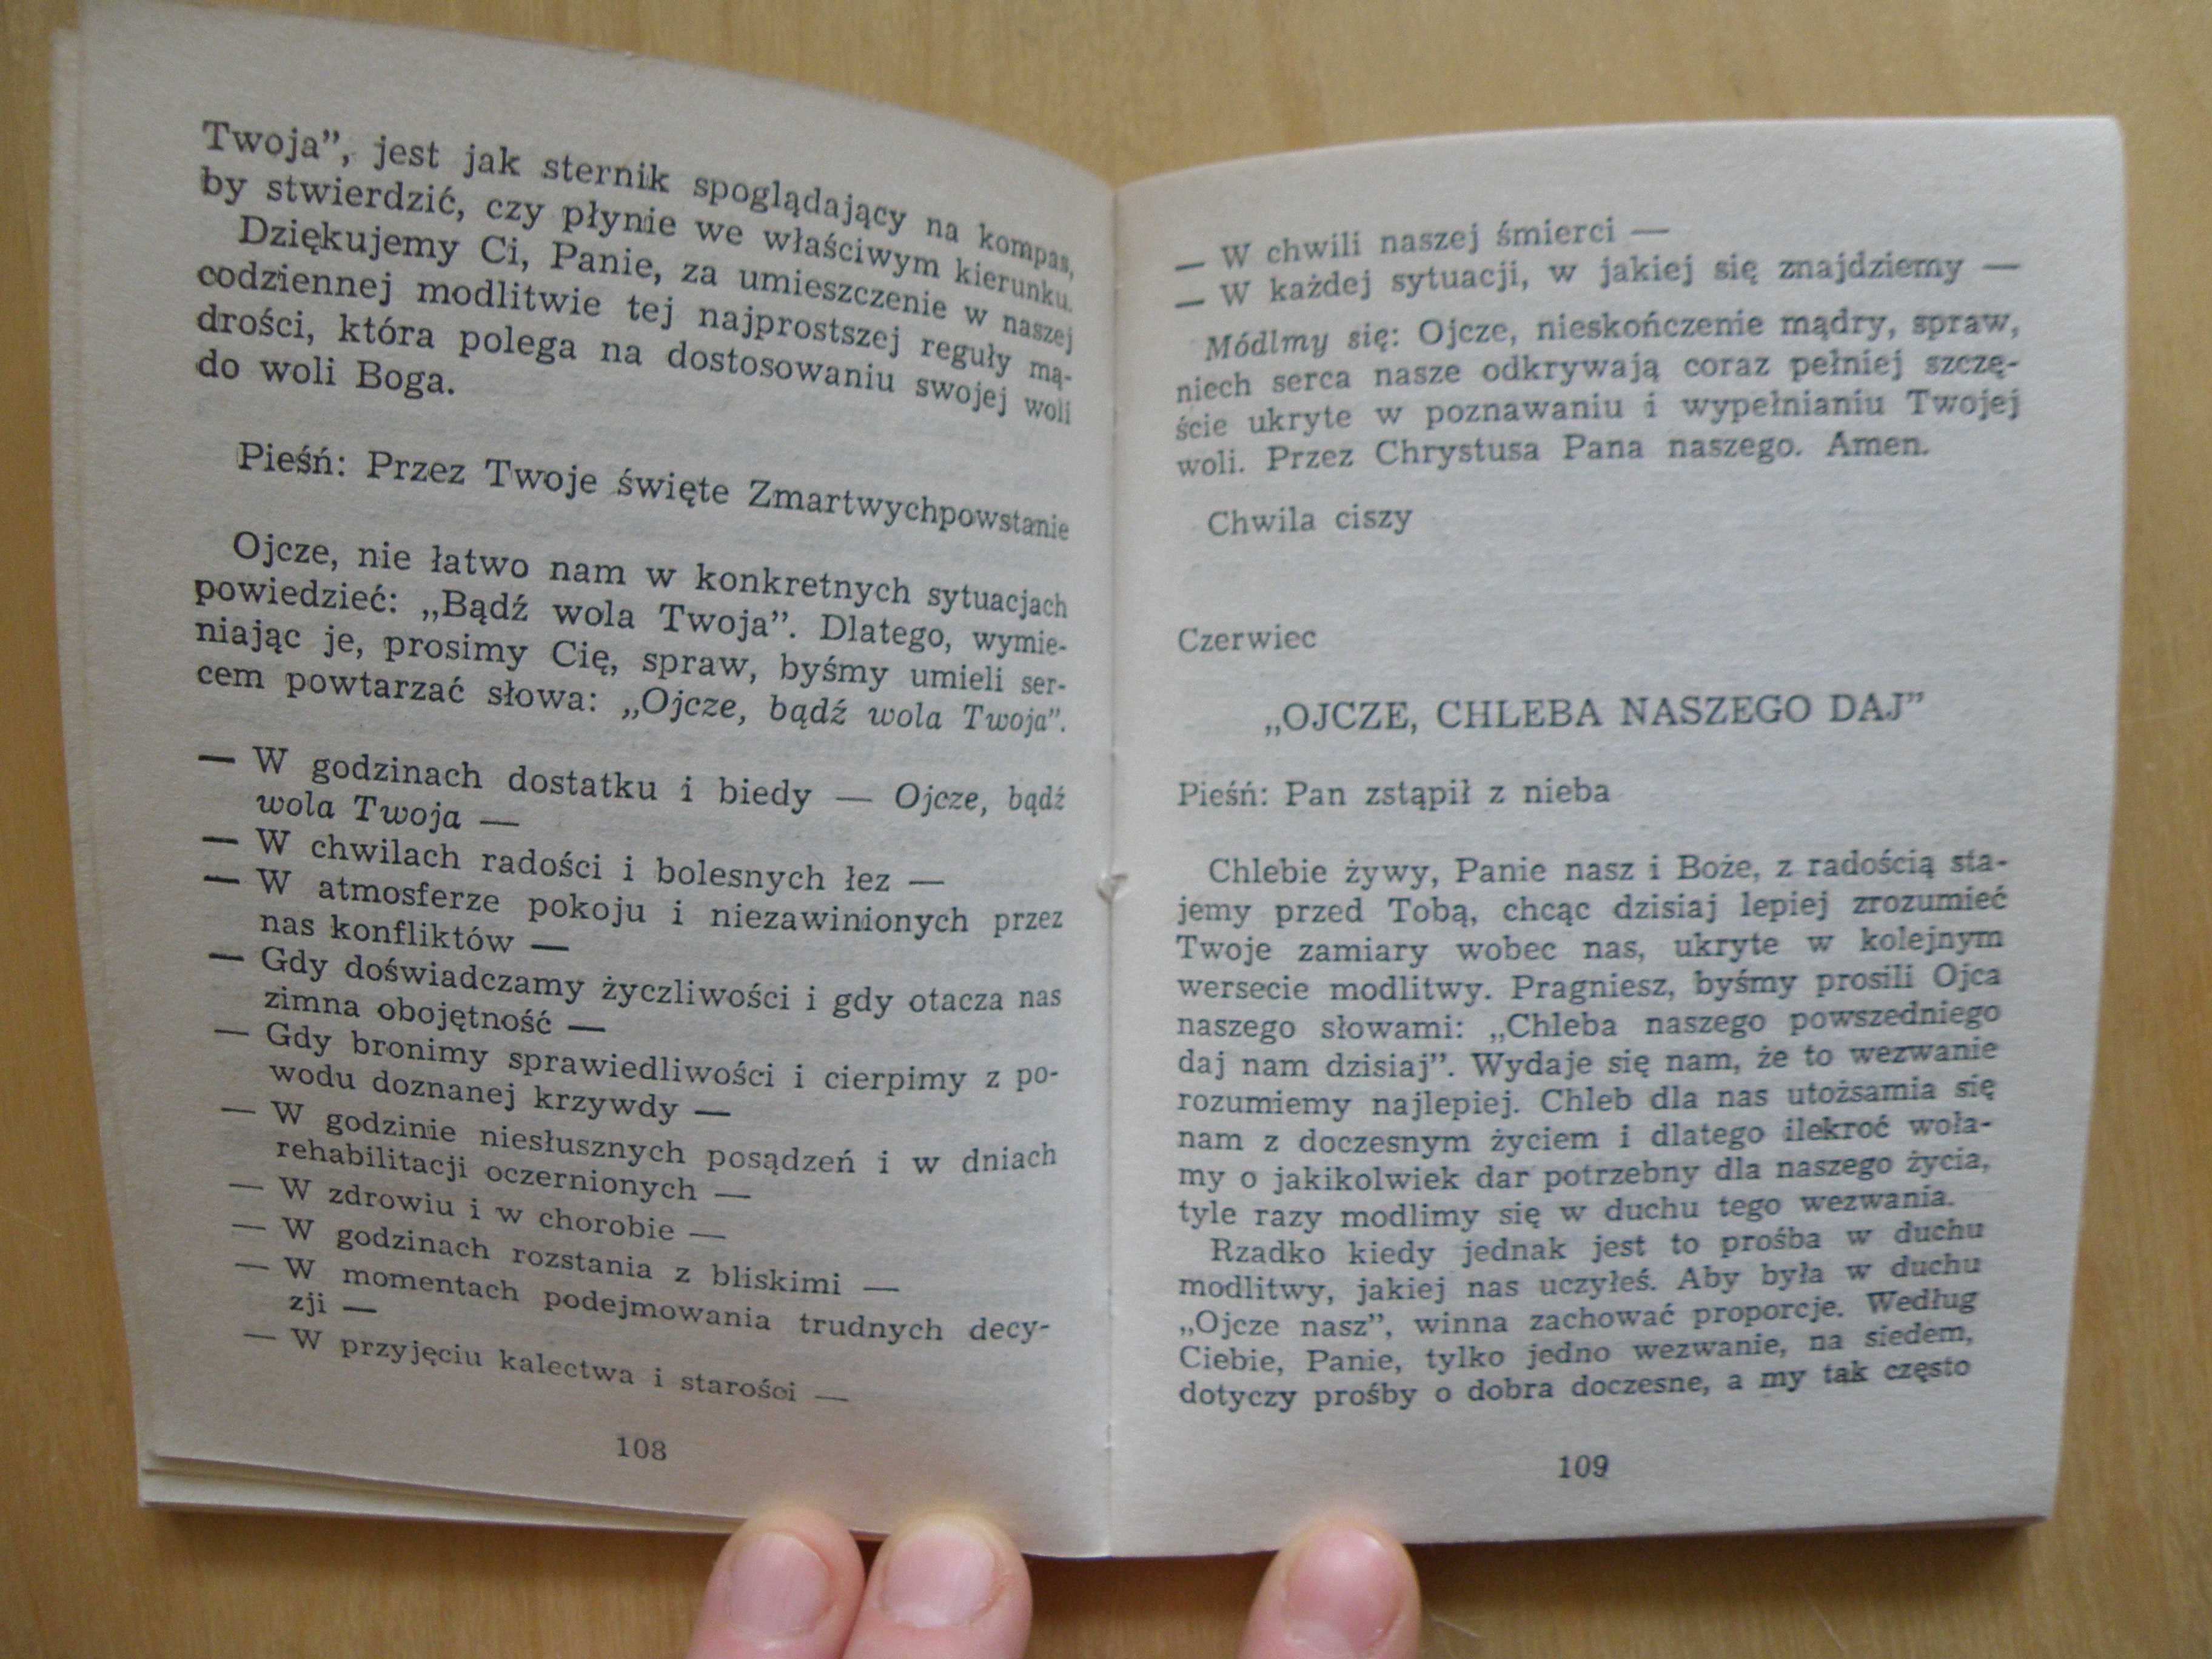 Twoja”, jest jak sternik spoglądający na kompas,
by stwierdzić, czy płynie we właściwym kierunku.
Dziękujemy Ci, Panie, za umieszczenie w naszej
codziennej modlitwie tej najprostszej reguły mą-
drości, która polega na dostosowaniu swojej woli
do woli Boga.
Pieśń: Przez Twoje święte Zmartwychpowstanie
Ojcze, nie łatwo nam w konkretnych sytuacjach
powiedzieć: „Bądź wola Twoja”. Dlatego, wymie-
niając je, prosimy Cię, spraw, byśmy umieli ser-
cem powtarzać słowa: „Ojcze, bądź wola Twoja”.
— W godzinach dostatku i biedy — Ojcze, bądź
wola Twoja —
— W chwilach radości i bolesnych łez —
— W atmosferze pokoju i niezawinionych przez
nas konfliktów —
— Gdy doświadczamy życzliwości i gdy otacza nas
zimna obojętność —
— Gdy bronimy sprawiedliwości i cierpimy z po-
wodu doznanej krzywdy —
— W godzinie niesłusznych posądzeń i w dniach
rehabilitacji oczernionych —
— W zdrowiu i w chorobie —
— W godzinach rozstania z bliskimi —
— W momentach podejmowania trudnych decy-
zji —
— W przyjęciu kalectwa i starości —
108
— W chwili naszej śmierci —
— W każdej sytuacji, w jakiej się znajdziemy —
Módlmy się: Ojcze, nieskończenie mądry, spraw,
niech serca nasze odkrywają coraz pełniej szczę-
ście ukryte w poznawaniu i wypełnianiu Twojej
woli. Przez Chrystusa Pana naszego. Amen.
Chwila ciszy
Czerwiec
„OJCZE, CHLEBA NASZEGO DAJ”
Pieśń: Pan zstąpił z nieba
Chlebie żywy, Panie nasz i Boże, z radością sta-
jemy przed Tobą, chcąc dzisiaj lepiej zrozumieć
Twoje zamiary wobec nas, ukryte w kolejnym
wersecie modlitwy. Pragniesz, byśmy prosili Ojca
naszego słowami: „Chleba naszego powszedniego
daj nam dzisiaj”. Wydaje się nam, że to wezwanie
rozumiemy najlepiej. Chleb dla nas utożsamia się
nam z doczesnym życiem i dlatego ilekroć woła-
my o jakikolwiek dar potrzebny dla naszego życia,
tyle razy modlimy się w duchu tego wezwania.
Rzadko kiedy jednak jest to prośba w duchu
modlitwy, jakiej nas uczyłeś. Aby była w duchu
„Ojcze nasz”, winna zachować proporcje. Według
Ciebie, Panie, tylko jedno wezwanie, na siedem,
dotyczy prośby o dobra doczesne, a my tak często
109